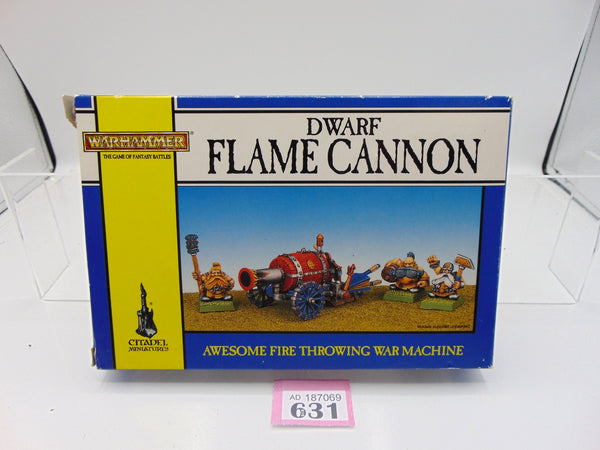 WARHAMMER®
THE GAME OF FANTASY BATTLES
DWARF
FLAME CANNON
CITADEL
MINIATURES
AWESOME FIRE THROWING WAR MACHINE
AD 187069
631